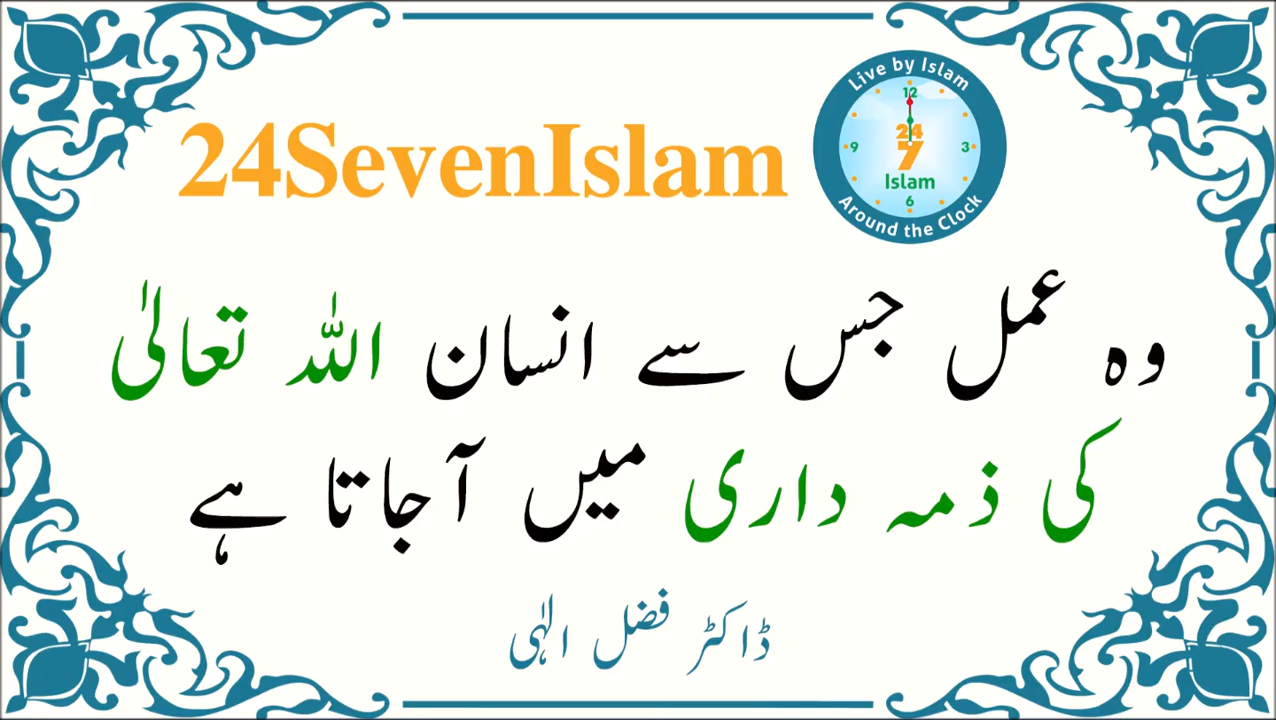 24SevenIslam
Live by Islam
12
24
7
9
3
Islam
6
Around the Clock
وہ عمل جس سے انسان اللہ تعالیٰ
کی ذمہ داری میں آجاتا ہے
ڈاکٹر فضل الٰہی